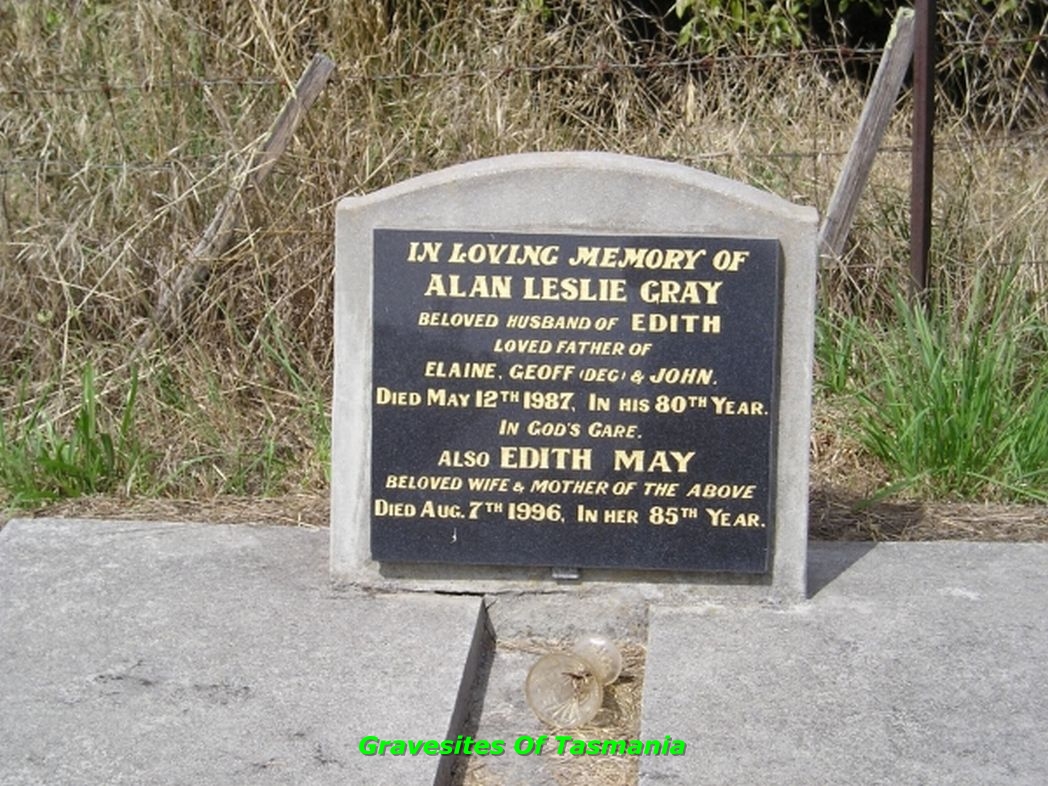 IN LOVING MEMORY OF
ALAN LESLIE GRAY
BELOVED HUSBAND OF EDITH
LOVED FATHER OF
ELAINE, GEOFF (DEC) & JOHN.
DIED MAY 12TH 1987, IN HIS 80TH YEAR.
IN GOD'S CARE.
ALSO EDITH MAY
BELOVED WIFE & MOTHER OF THE ABOVE
DIED AUG. 7TH 1996, IN HER 85TH YEAR.
Gravesites Of Tasmania